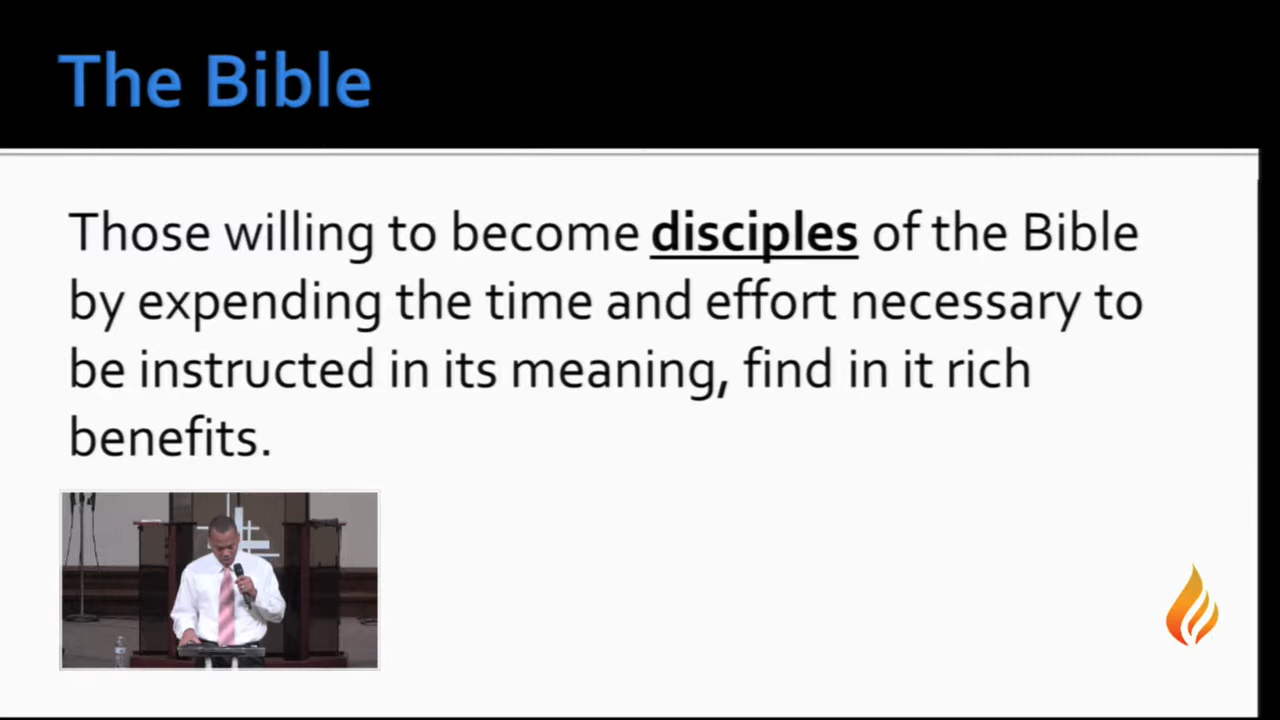 The Bible
Those willing to become disciples of the Bible
by expending the time and effort necessary to
be instructed in its meaning, find in it rich
benefits.